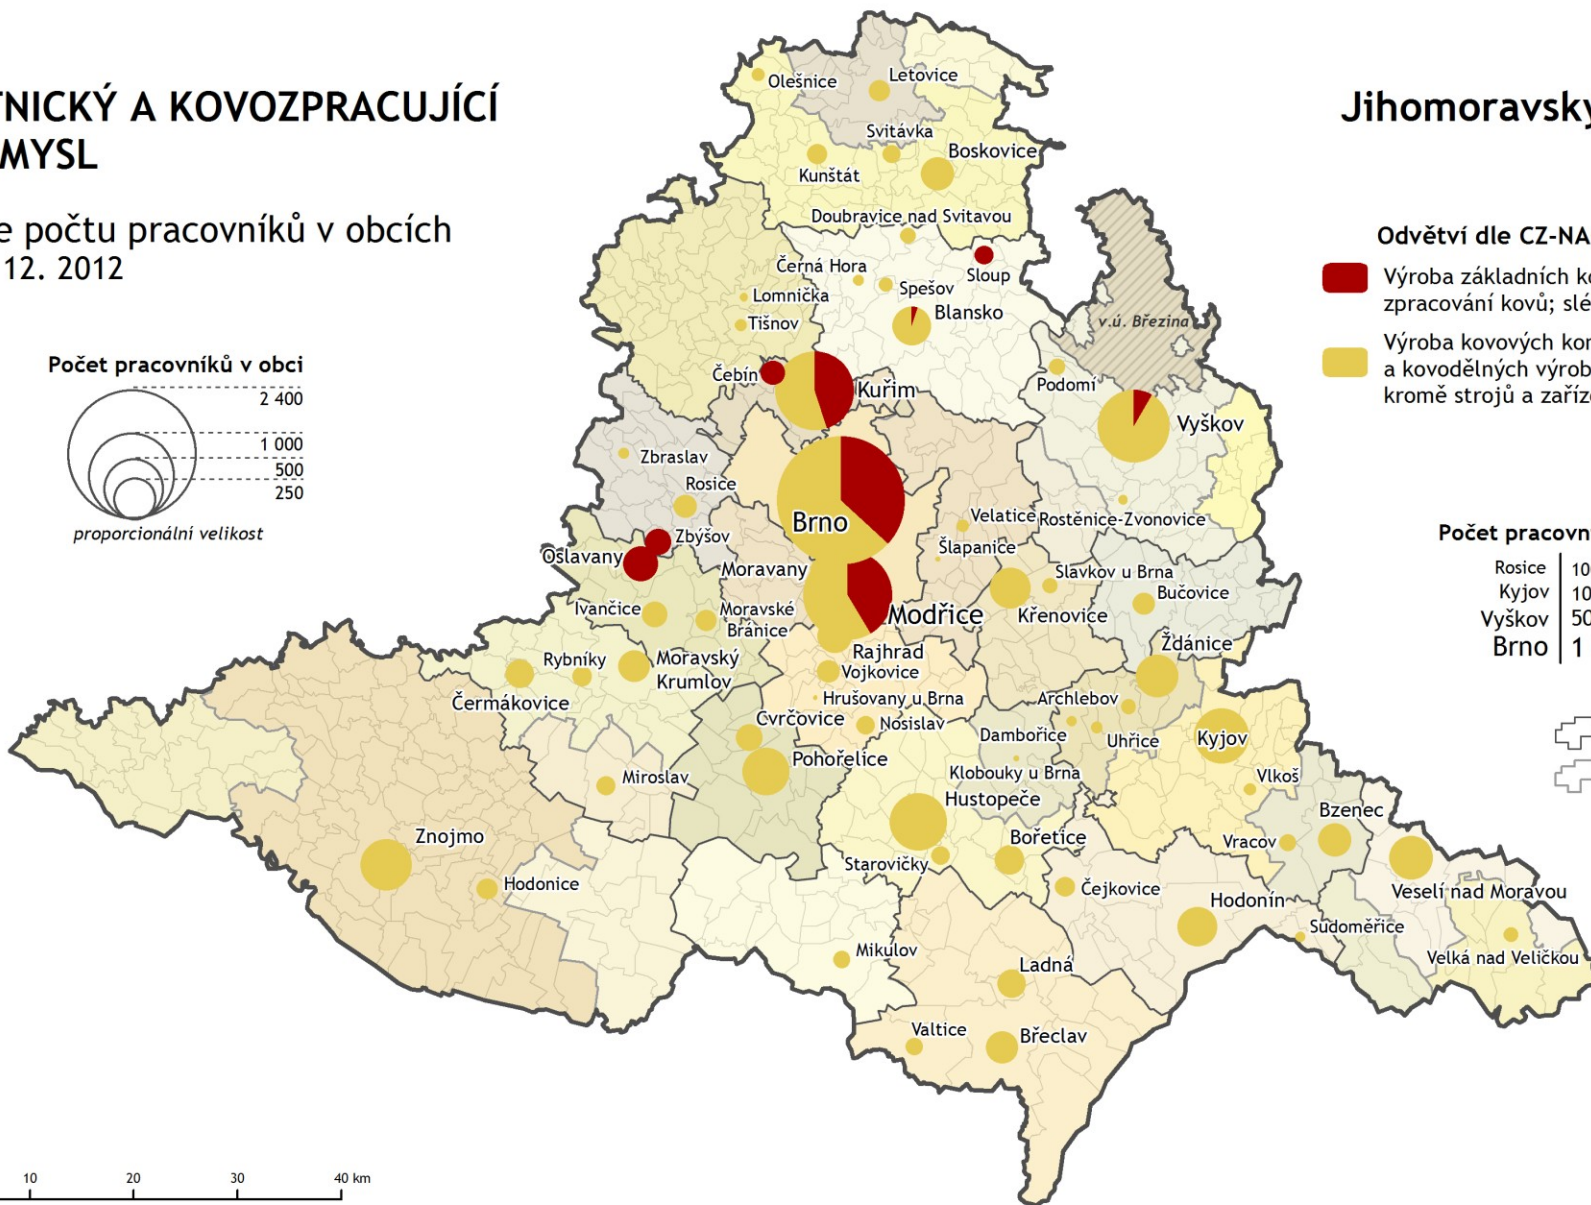 TNICKÝ A KOVOZPRACUJÍCÍ
MYSL
e počtu pracovníků v obcích
12. 2012
Počet pracovníků v obci
2 400
1 000
500
250
proporcionální velikost
Jihomoravský
Odvětví dle CZ-NA
Výroba základních ko
zpracování kovů; slé
Výroba kovových kon
a kovodělných výrob
kromě strojů a zaříze
Počet pracovn
Rosice 10
Kyjov 10
Vyškov 50
Brno 1
Olešnice
Letovice
Svitávka
Boskovice
Kunštát
Doubravice nad Svitavou
Černá Hora
Sloup
Spešov
Lomnička
Blansko
Tišnov
v.ú. Březina
Čebín
Podomí
Kuřim
Vyškov
Zbraslav
Rosice
Brno
Velatice
Rostěnice-Zvonovice
Zbýšov
Šlapanice
Oslavany
Moravany
Slavkov u Brna
Bučovice
Ivančice
Moravské
Bránice
Modřice
Křenovice
Ždánice
Rajhrad
Rybníky
Moravský
Krumlov
Vojkovice
Čermákovice
Hrušovany u Brna
Archlebov
Cvrčovice
Nosislav
Dambořice
Uhřice
Kyjov
Pohořelice
Klobouky u Brna
Miroslav
Vlkoš
Hustopeče
Bzenec
Znojmo
Bořetice
Vracov
Starovičky
Hodonice
Čejkovice
Veselí nad Moravou
Hodonín
Sudoměřice
Mikulov
Velká nad Veličkou
Ladná
Valtice
Břeclav
10
20
30
40 km